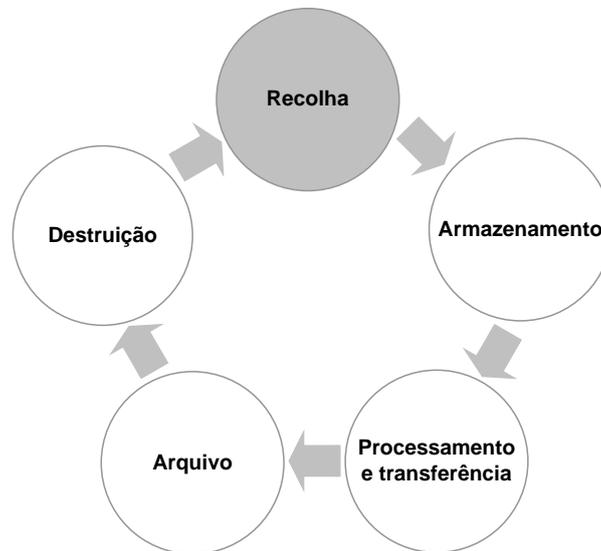 Recolha
Armazenamento
Processamento
e transferência
Arquivo
Destruição